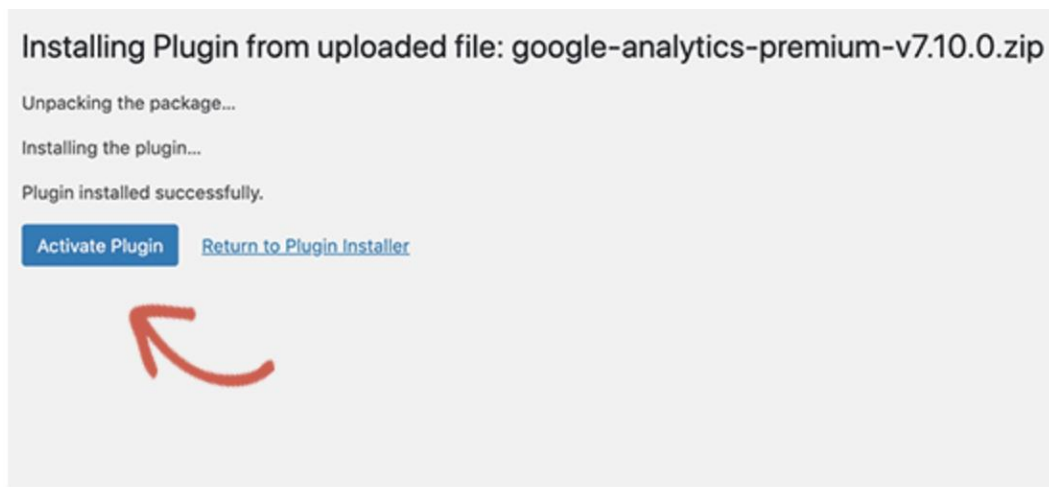 Installing Plugin from uploaded file: google-analytics-premium-v7.10.0.zip
Unpacking the package...
Installing the plugin...
Plugin installed successfully.
Activate Plugin Return to Plugin Installer